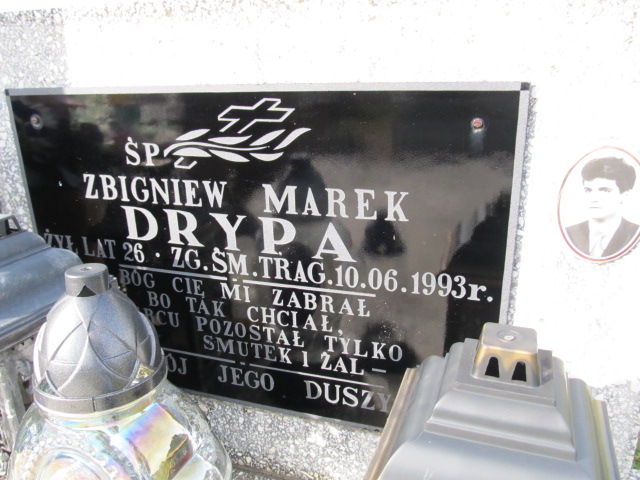 ŚP
ZBIGNIEW MAREK
DRYPA
ŻYŁ LAT 26 · ZG.ŚM.TRAG.10.06.1993r.
BÓG CIĘ MI ZABRAŁ
BO TAK CHCIAŁ,
POZOSTAŁ TYLKO
SMUTEK I ŻAL –
JEGO DUSZY